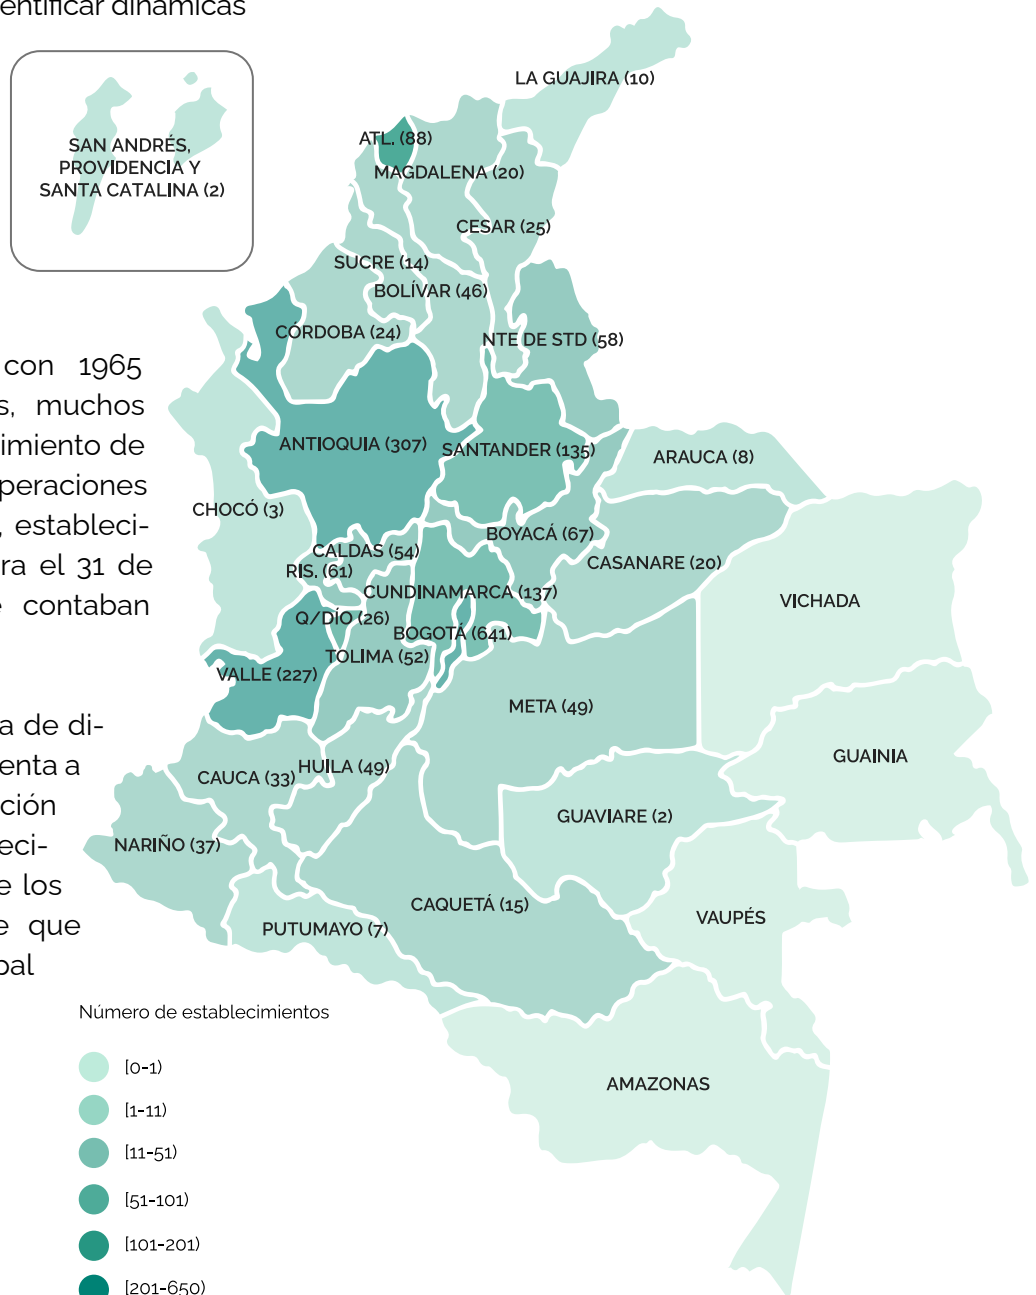 entificar dinámicas
SAN ANDRÉS,
PROVIDENCIA Y
SANTA CATALINA (2)
LA GUAJIRA (10)
ATL. (88)
MAGDALENA (20)
CESAR (25)
SUCRE (14)
BOLÍVAR (46)
CÓRDOBA (24)
NTE DE STD (58)
con 1965
s, muchos
cimiento de
peraciones
, estableci-
ra el 31 de
e contaban
ANTIOQUIA (307)
SANTANDER (135)
ARAUCA (8)
CHOCÓ (3)
BOYACÁ (67)
CALDAS (54)
CASANARE (20)
RIS. (61)
CUNDINAMARCA (137)
VICHADA
Q/DÍO (26)
BOGOTÁ (641)
TOLIMA (52)
VALLE (227)
META (49)
a de di-
enta a
ción
eci-
e los
e que
pal
GUAINIA
HUILA (49)
CAUCA (33)
GUAVIARE (2)
NARIÑO (37)
CAQUETÁ (15)
VAUPÉS
PUTUMAYO (7)
AMAZONAS
Número de establecimientos
[0-1)
[1-11)
[11-51)
[51-101)
[101-201)
[201-650)